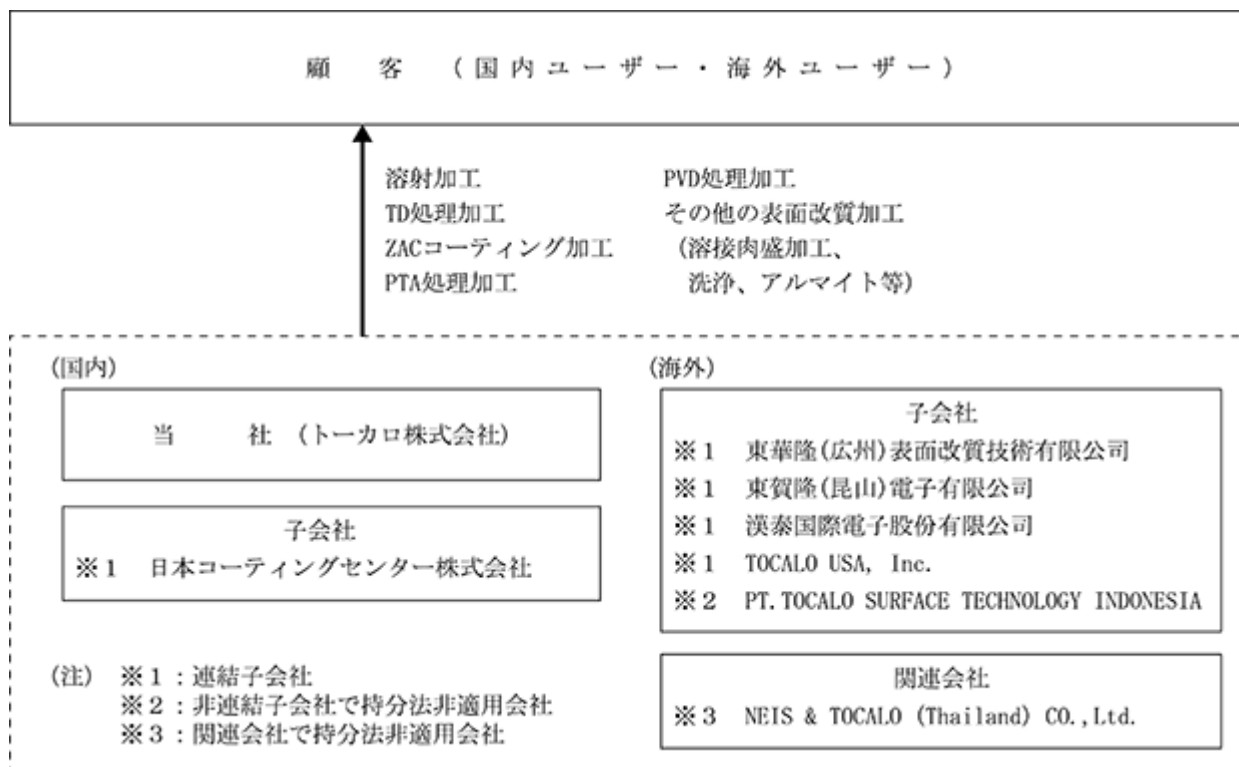 顧 客 (国内ユーザー・海外ユーザー)
溶射加工
TD処理加工
ZACコーティング加工
PTA処理加工
PVD処理加工
その他の表面改質加工
(溶接肉盛加工、
洗浄、アルマイト等)
(国内)
当 社 (トーカロ株式会社)
子会社
※1 日本コーティングセンター株式会社
(海外)
子会社
※1 東華隆(広州)表面改質技術有限公司
※1 東賀隆(昆山)電子有限公司
※1 漢泰国際電子股份有限公司
※1 TOCALO USA, Inc.
※2 PT.TOCALO SURFACE TECHNOLOGY INDONESIA
関連会社
※3 NEIS & TOCALO (Thailand) CO.,Ltd.
(注) ※1:連結子会社
※2:非連結子会社で持分法非適用会社
※3:関連会社で持分法非適用会社